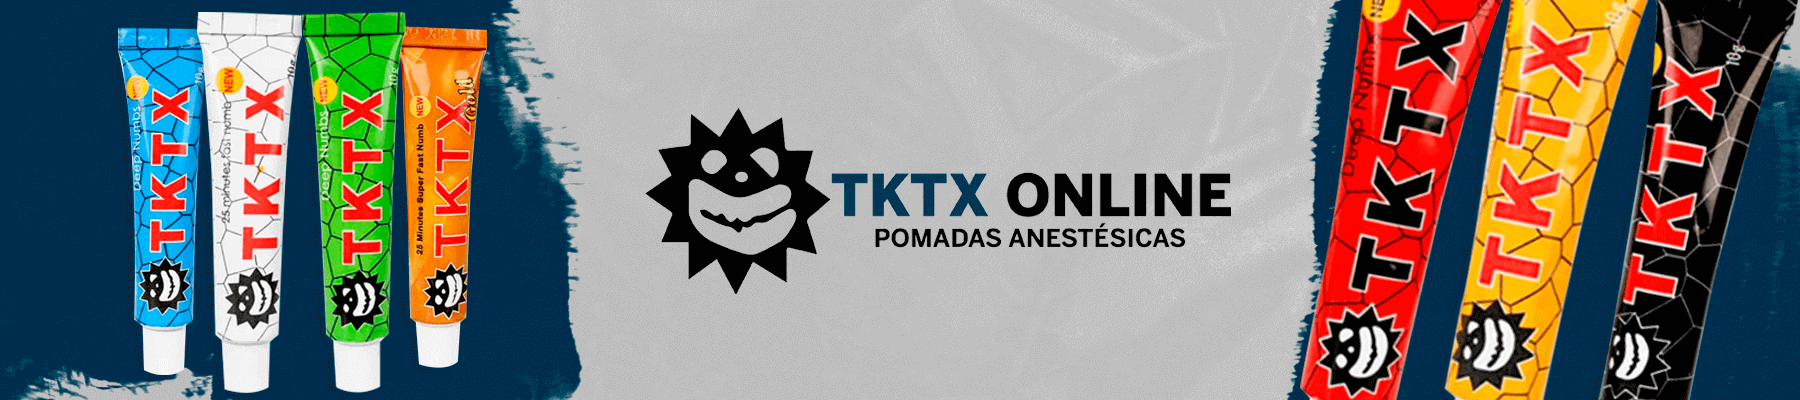 NEW
Deep Numbs
TKTX
10g
NEW
25 minutes fast numb
TKTX
10g
NEW
Deep Numbs
TKTX
10g
NEW
25 Minutes Super Fast Numb
TKTX
Gold
TKTX ONLINE
POMADAS ANESTÉSICAS
NEW
Deep Numbs
TKTX
TKTX
10g
TKTX
10g